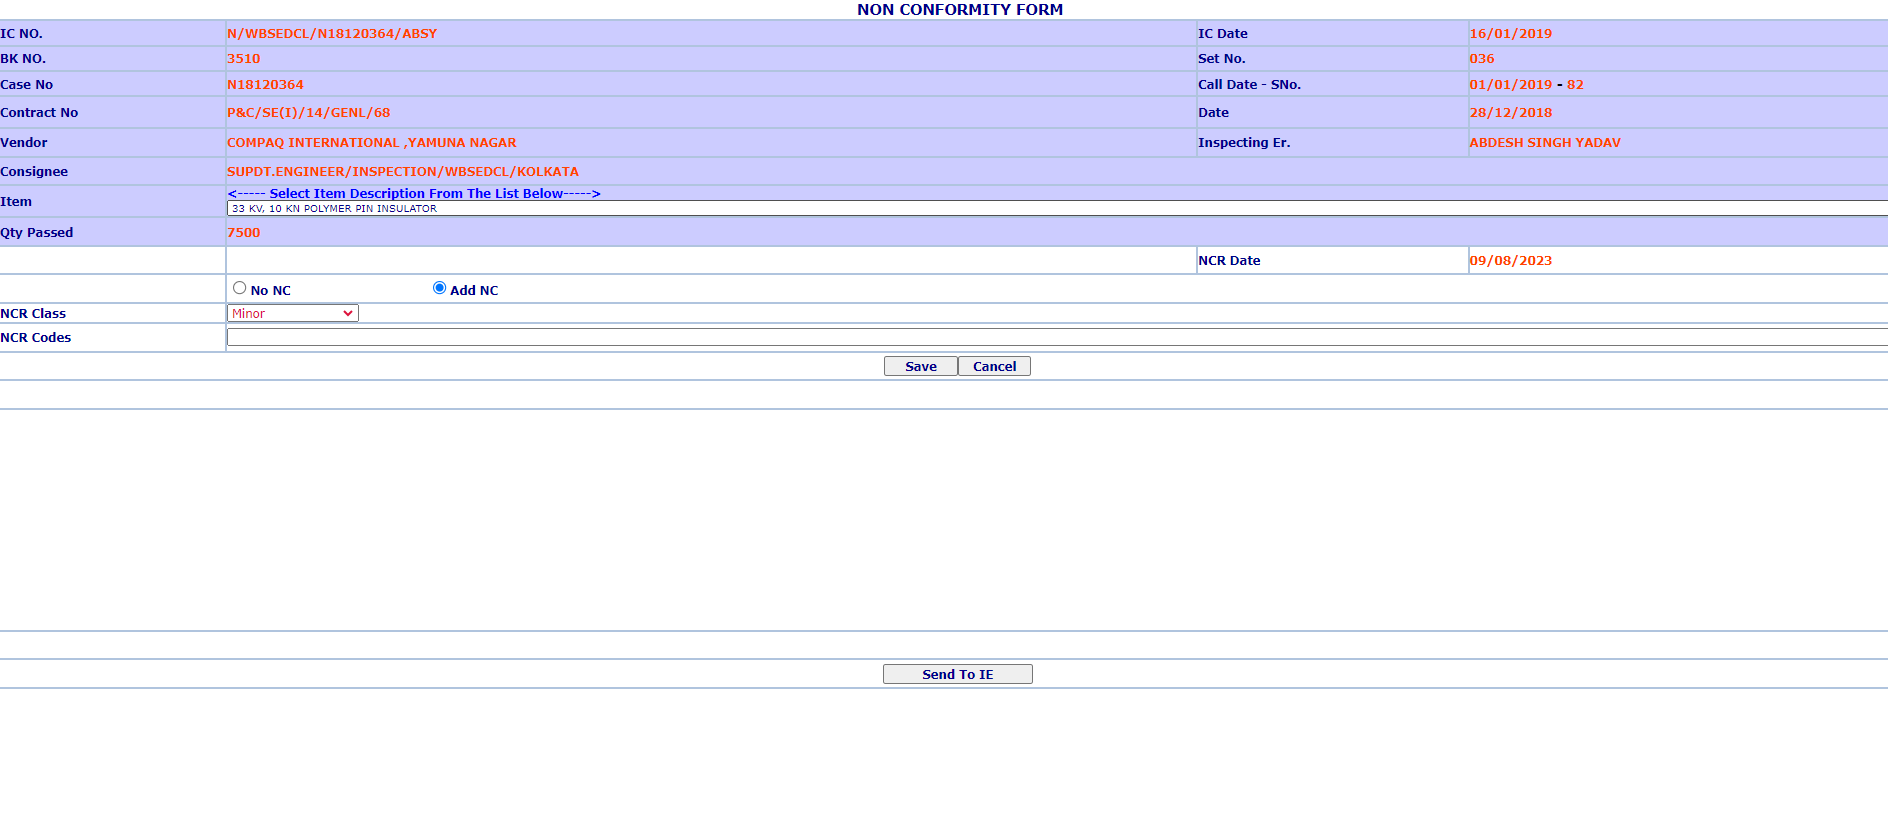 NON CONFORMITY FORM
IC NO. N/WBSEDCL/N18120364/ABSY IC Date 16/01/2019
BK NO. 3510 Set No. 036
Case No N18120364 Call Date - SNo. 01/01/2019 - 82
Contract No P&C/SE(I)/14/GENL/68 Date 28/12/2018
Vendor COMPAQ INTERNATIONAL ,YAMUNA NAGAR Inspecting Er. ABDESH SINGH YADAV
Consignee SUPDT.ENGINEER/INSPECTION/WBSEDCL/KOLKATA
<----- Select Item Description From The List Below----->
Item
33 KV, 10 KN POLYMER PIN INSULATOR
Qty Passed 7500
NCR Date 09/08/2023
No NC Add NC
NCR Class Minor
NCR Codes
Save Cancel
Send To IE